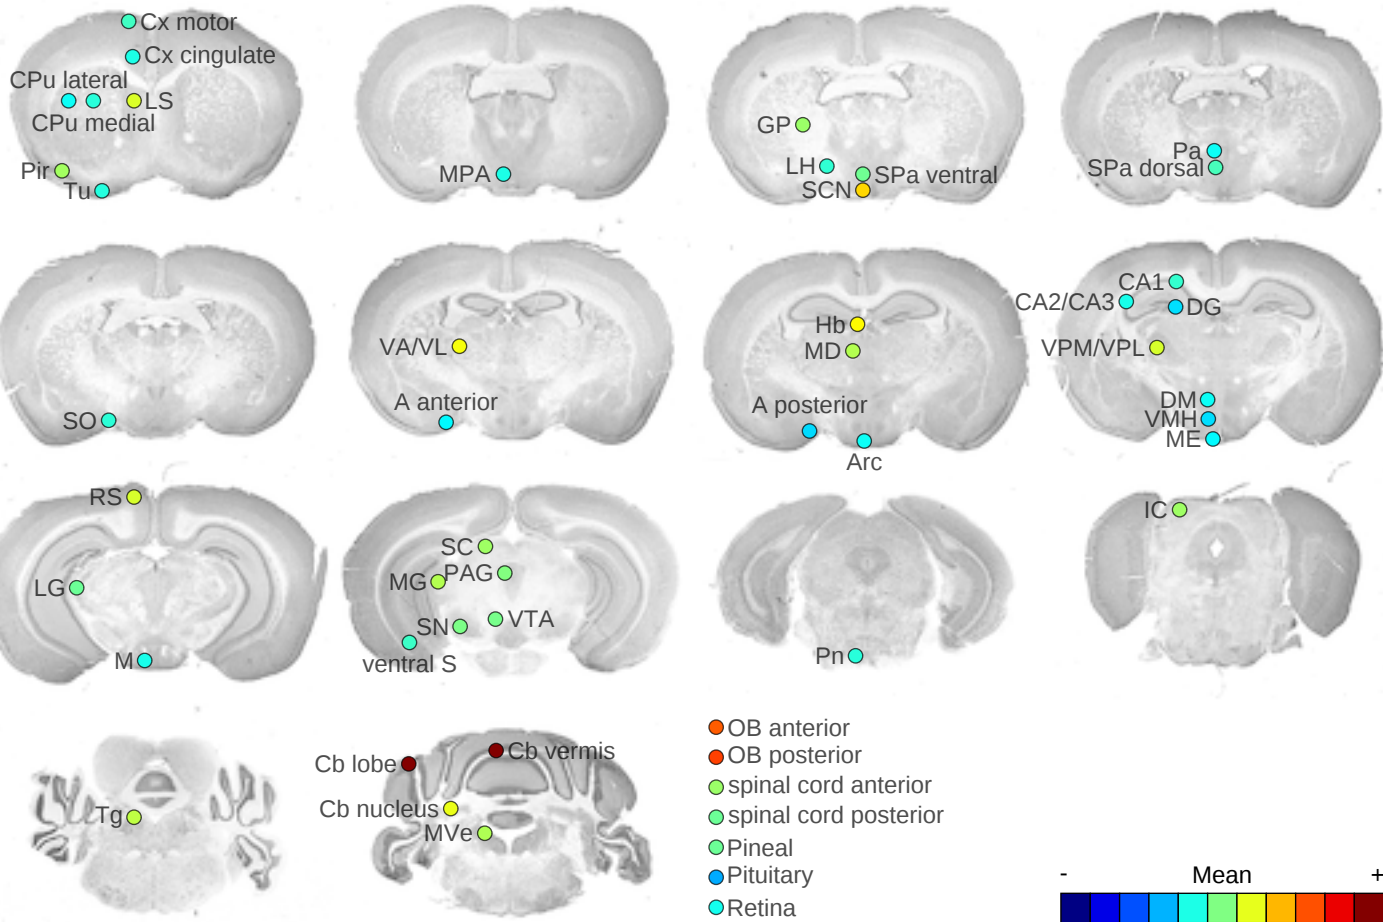 Cx motor
Cx cingulate
CPu lateral
LS
CPu medial
Pir
Tu
MPA
GP
LH
SPa ventral
SCN
Pa
SPa dorsal
SO
VA/VL
A anterior
Hb
MD
A posterior
Arc
CA1
CA2/CA3
DG
VPM/VPL
DM
VMH
ME
RS
LG
M
SC
MG
PAG
SN
VTA
ventral S
Pn
IC
Tg
Cb lobe
Cb vermis
Cb nucleus
MVe
OB anterior
OB posterior
spinal cord anterior
spinal cord posterior
Pineal
Pituitary
Retina
- Mean +